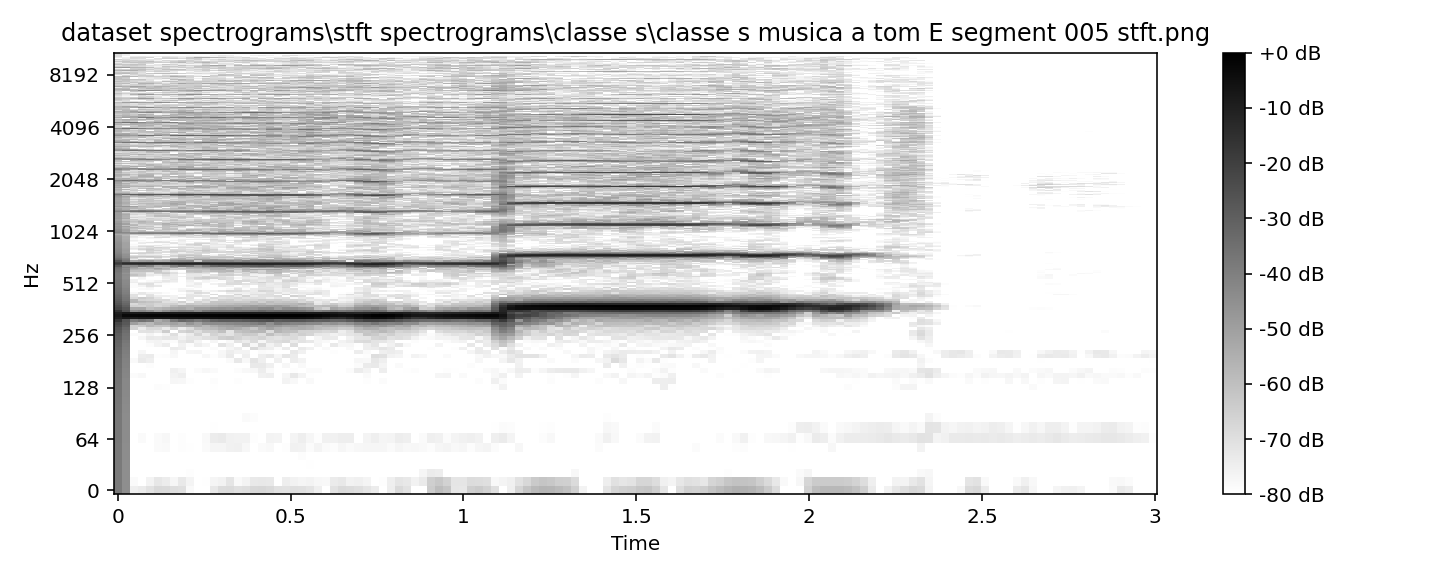 dataset spectrograms\stft spectrograms\classe s\classe s musica a tom E segment 005 stft.png
8192
4096
2048
1024
512
256
128
64
0
Hz
0
0.5
1
1.5
2
2.5
3
Time
+0 dB
-10 dB
-20 dB
-30 dB
-40 dB
-50 dB
-60 dB
-70 dB
-80 dB